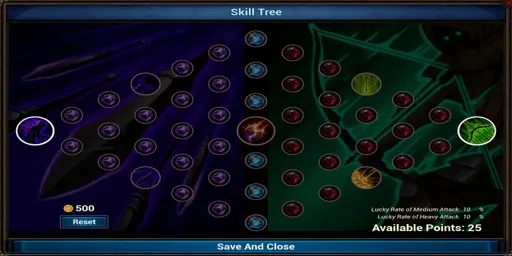 Skill Tree
500
Reset
Lucky Rate of Medium Attack: 10 %
Lucky Rate of Heavy Attack: 10 %
Available Points: 25
Save And Close